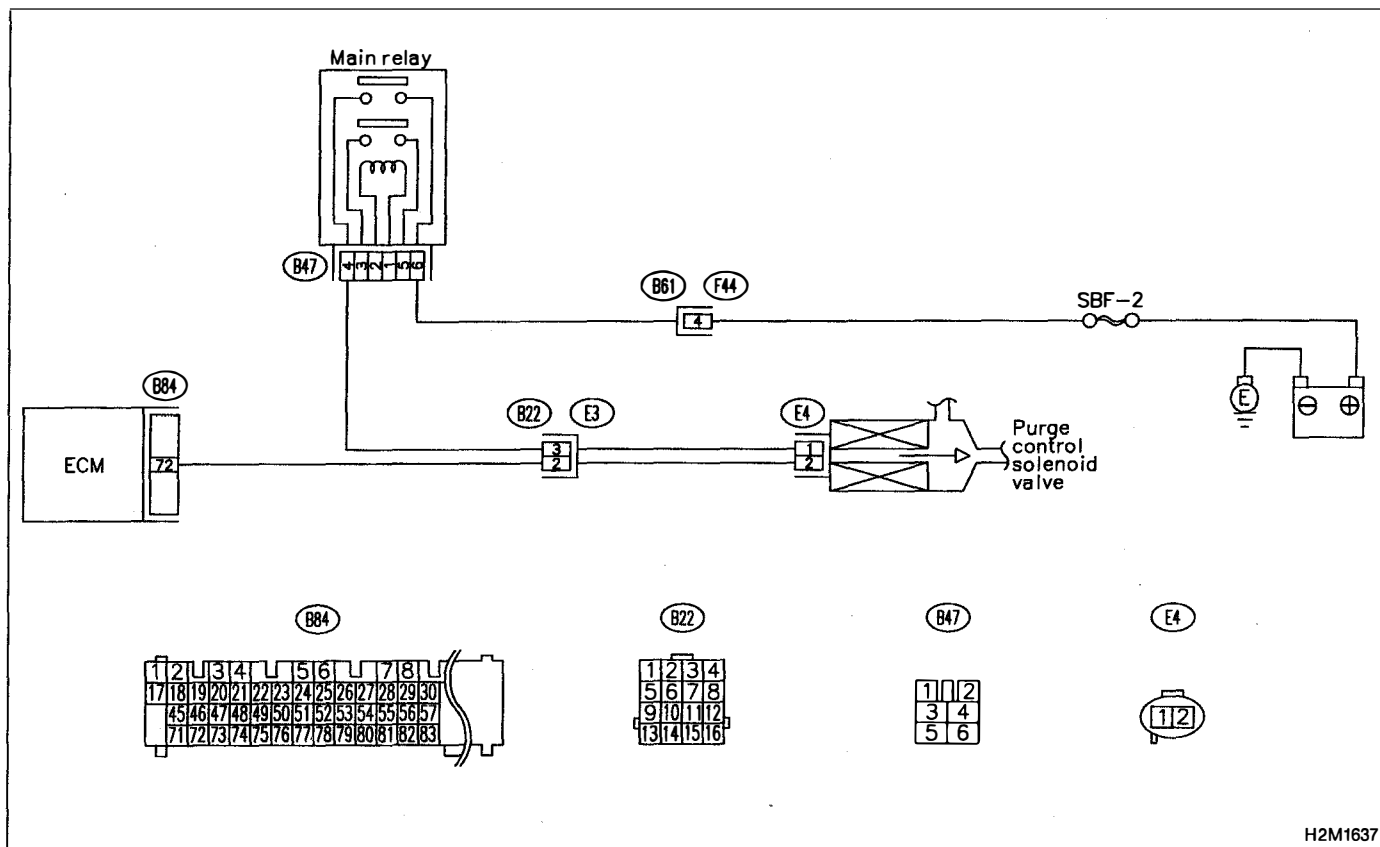 Main relay
B47
4 3 2 1 5 6
B61 F44
4
SBF-2
E
B84
ECM
72
B22 E3
3
2
E4
1
2
Purge
control
solenoid
valve
B84
1 2 3 4 5 6 7 8
17 18 19 20 21 22 23 24 25 26 27 28 29 30
45 46 47 48 49 50 51 52 53 54 55 56 57
71 72 73 74 75 76 77 78 79 80 81 82 83
B22
1 2 3 4
5 6 7 8
9 10 11 12
13 14 15 16
B47
1 2
3 4
5 6
E4
1 2
H2M1637